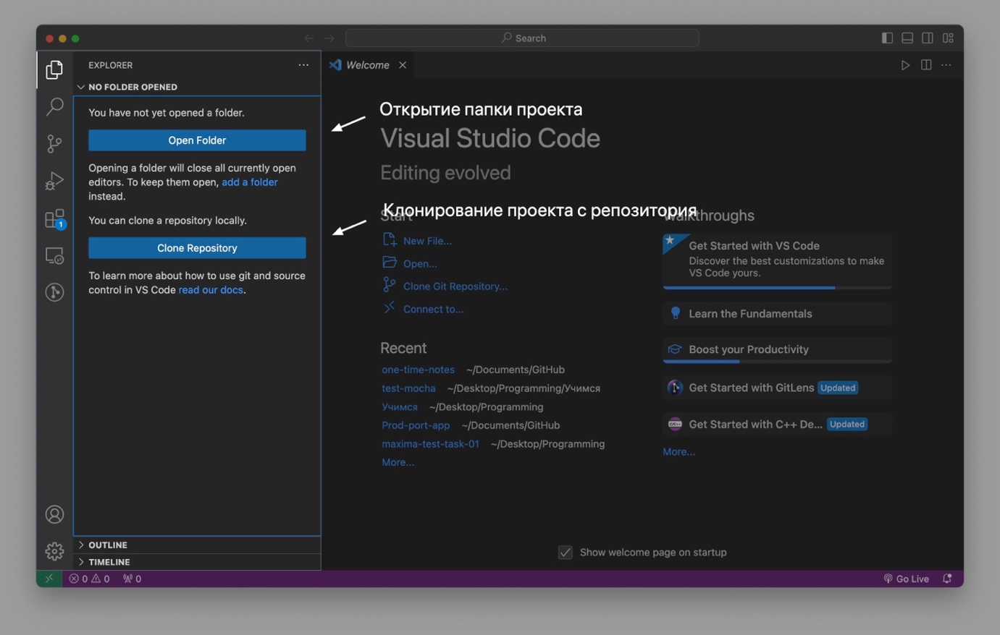 Search
EXPLORER
Welcome
NO FOLDER OPENED
You have not yet opened a folder.
Open Folder
Opening a folder will close all currently open
editors. To keep them open, add a folder
instead.
You can clone a repository locally.
Clone Repository
To learn more about how to use git and source
control in VS Code read our docs.
1
OUTLINE
TIMELINE
Открытие папки проекта
Visual Studio Code
Editing evolved
Клонирование проекта с репозитория
Start
New File...
Open...
Clone Git Repository...
Connect to...
Recent
one-time-notes ~/Documents/GitHub
test-mocha ~/Desktop/Programming/Учимся
Учимся ~/Desktop/Programming
Prod-port-app ~/Documents/GitHub
maxima-test-task-01 ~/Desktop/Programming
More...
Walkthroughs
Get Started with VS Code
Discover the best customizations to make
VS Code yours.
Learn the Fundamentals
Boost your Productivity
Get Started with GitLens Updated
C/C++
Get Started with C++ De... Updated
More...
Show welcome page on startup
0 0 0
Go Live